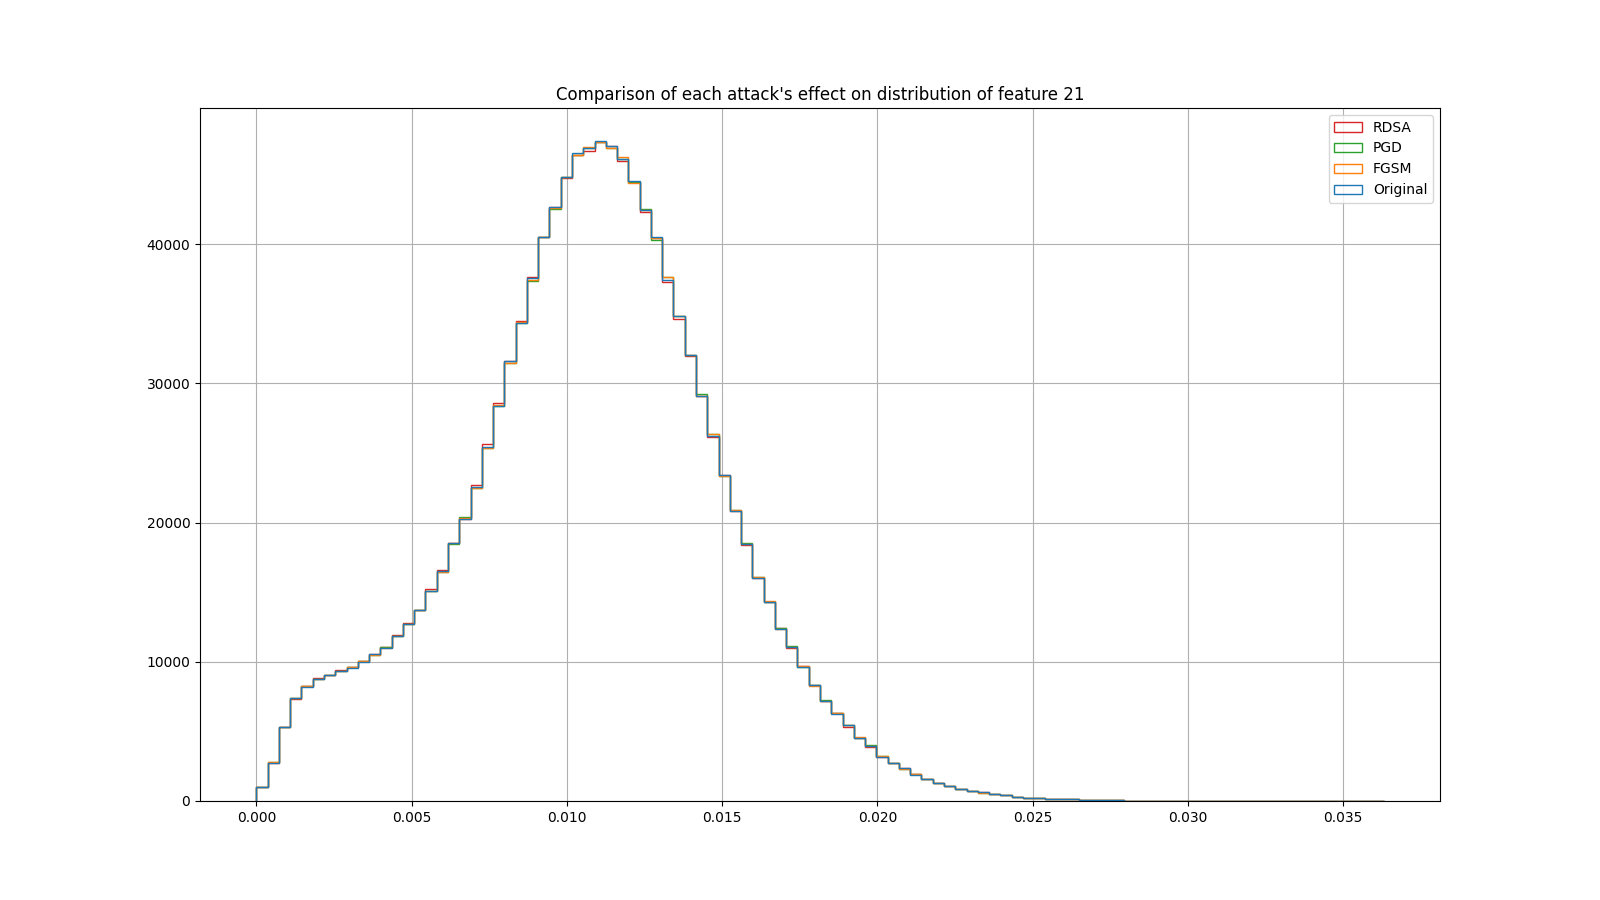 Comparison of each attack's effect on distribution of feature 21
RDSA
PGD
FGSM
Original
40000
30000
20000
10000
0
0.000 0.005 0.010 0.015 0.020 0.025 0.030 0.035